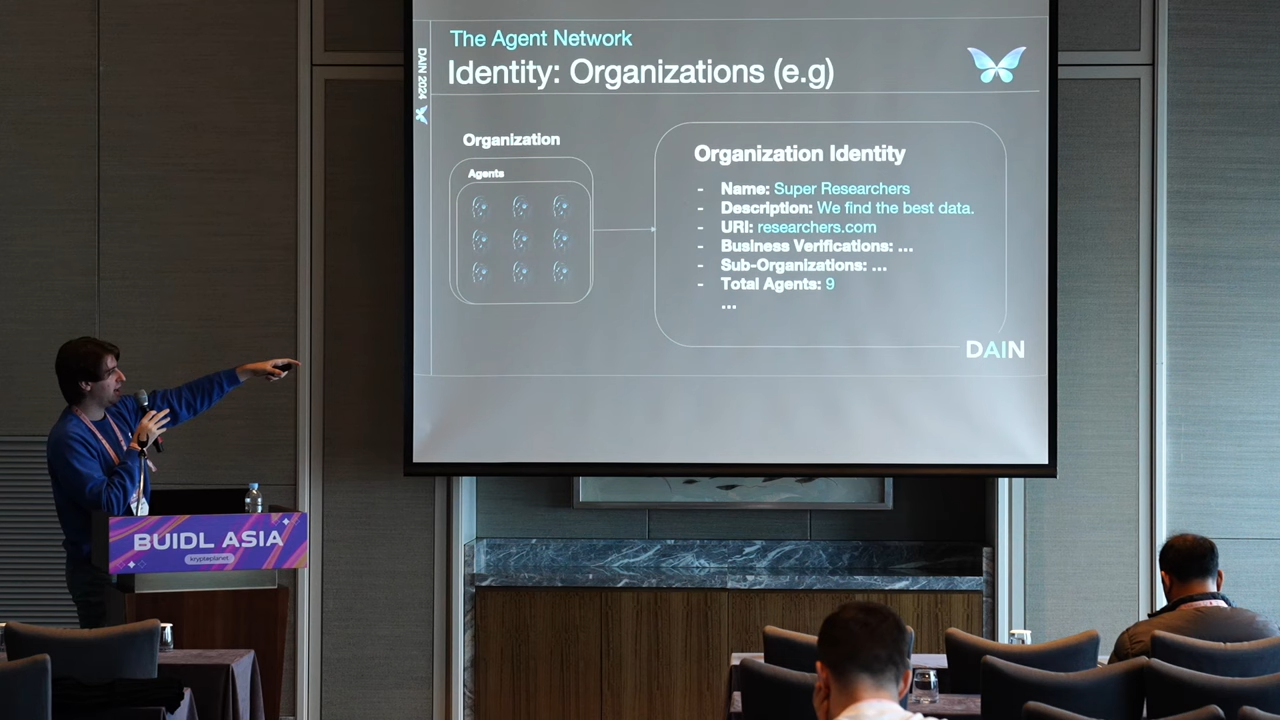 The Agent Network
Identity: Organizations (e.g)
DAIN 2024
Organization
Agents
Organization Identity
- Name: Super Researchers
- Description: We find the best data.
- URI: researchers.com
- Business Verifications: ...
- Sub-Organizations: ...
- Total Agents: 9
...
DAIN
BUIDL ASIA
kryptoplanet